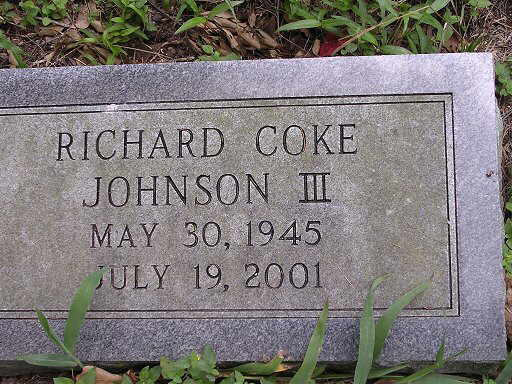 RICHARD COKE
JOHNSON III
MAY 30, 1945
JULY 19, 2001